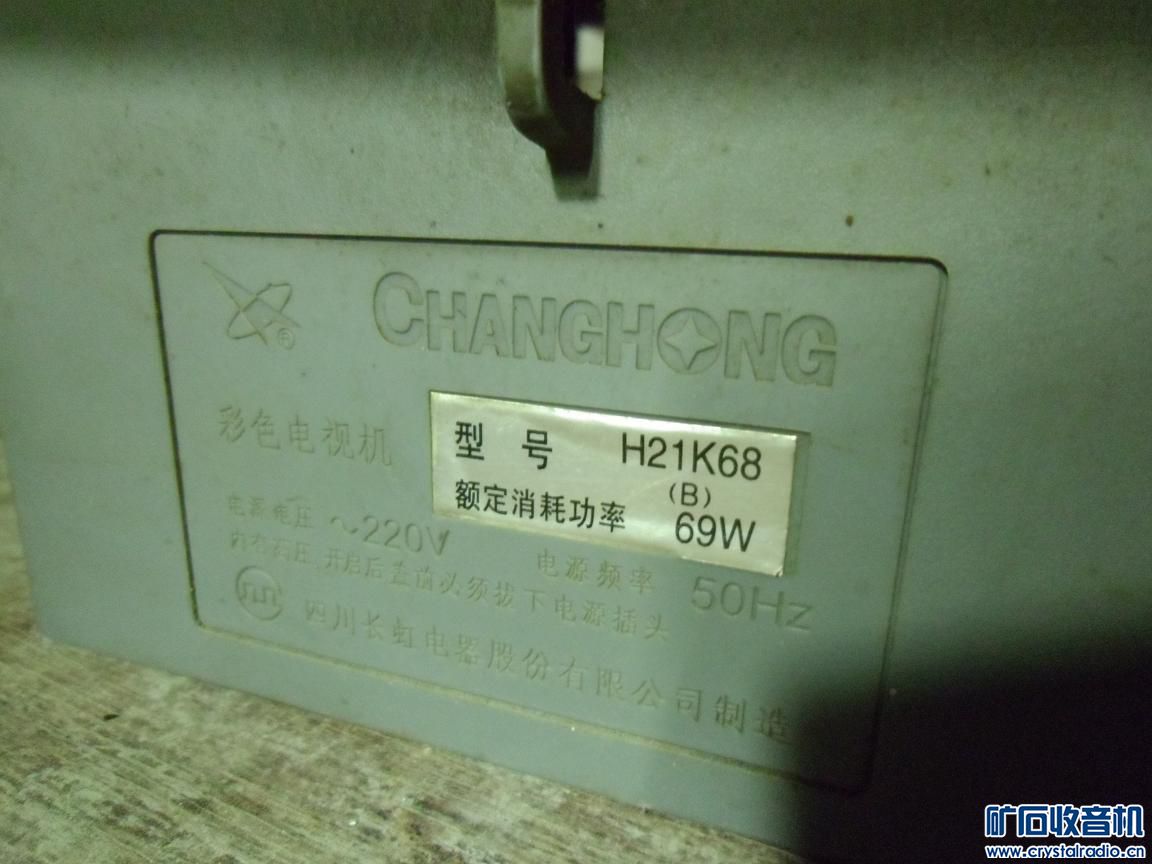 CHANGHONG
彩色电视机
型 号 H21K68
(B)
额定消耗功率 69W
电源电压 ~220V 电源频率 50Hz
内有高压,开启后盖前必须拔下电源插头
四川长虹电器股份有限公司制造
矿石收音机
www.crystalradio.cn